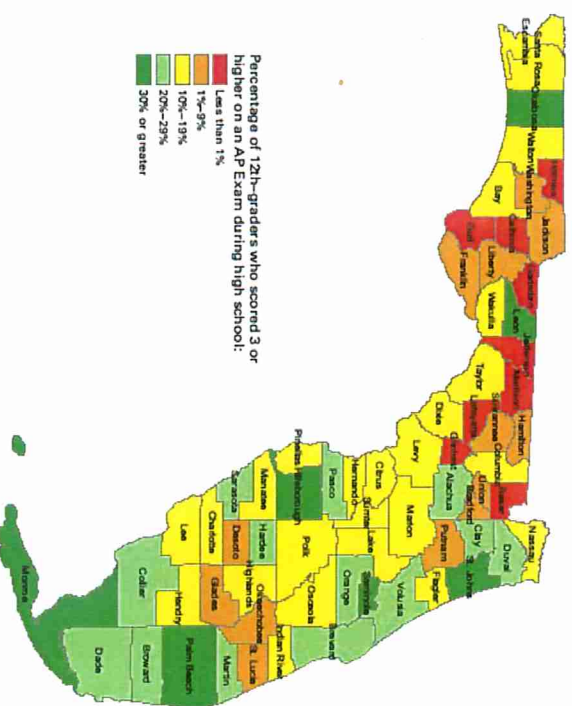 Percentage of 12th-graders who scored 3 or
higher on an AP Exam during high school:
Less than 1%
1%-9%
10%-19%
20%-29%
30% or greater
Escambia
Santa Rosa
Okaloosa
Walton
Holmes
Washington
Bay
Jackson
Calhoun
Gulf
Liberty
Franklin
Gadsden
Leon
Wakulla
Jefferson
Madison
Taylor
Hamilton
Suwannee
Lafayette
Dixie
Columbia
Gilchrist
Levy
Baker
Union
Bradford
Alachua
Nassau
Duval
Clay
St. Johns
Putnam
Flagler
Marion
Volusia
Citrus
Sumter
Lake
Hernando
Pasco
Pinellas
Hillsborough
Polk
Orange
Seminole
Osceola
Brevard
Manatee
Hardee
Highlands
Okeechobee
Indian River
St. Lucie
Sarasota
Desoto
Charlotte
Glades
Martin
Lee
Hendry
Palm Beach
Collier
Broward
Monroe
Dade